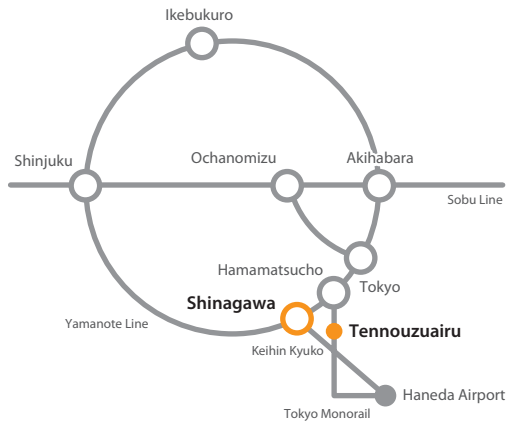 Ikebukuro
Shinjuku
Ochanomizu
Akihabara
Sobu Line
Hamamatsucho
Tokyo
Shinagawa
Yamanote Line
Tennouzuairu
Keihin Kyuko
Haneda Airport
Tokyo Monorail